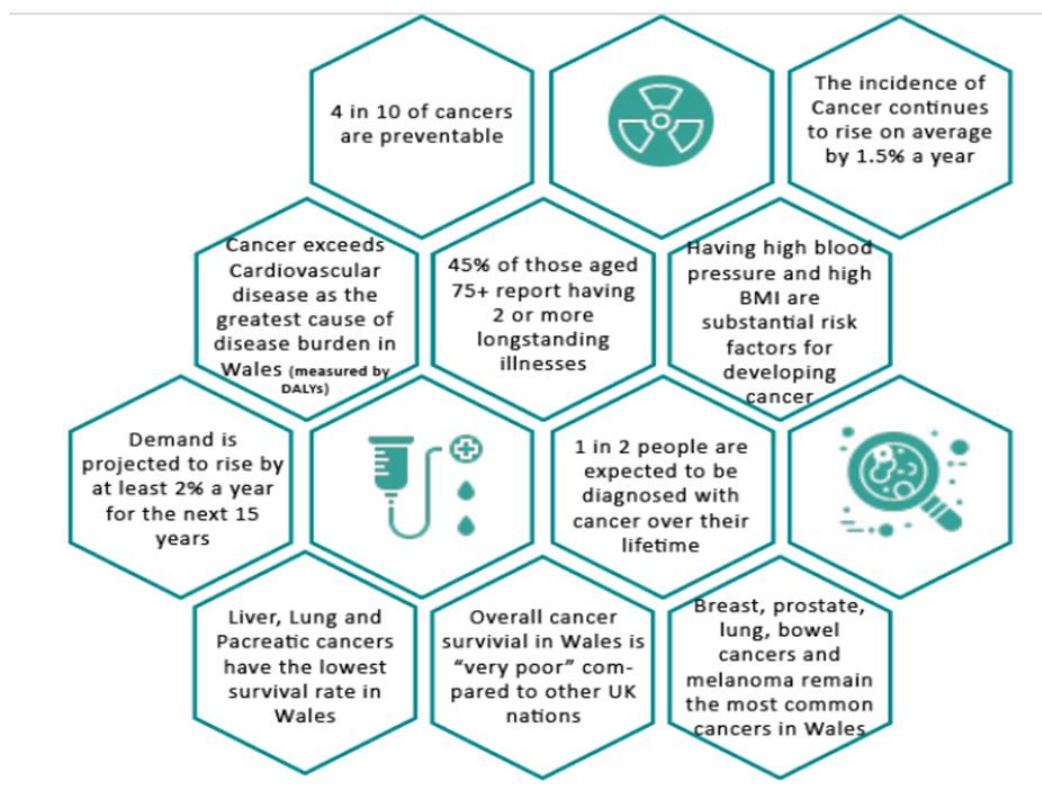 4 in 10 of cancers
are preventable
The incidence of
Cancer continues
to rise on average
by 1.5% a year
Cancer exceeds
Cardiovascular
disease as the
greatest cause of
disease burden in
Wales (measured by
DALYs)
45% of those aged
75+ report having
2 or more
longstanding
illnesses
Having high blood
pressure and high
BMI are
substantial risk
factors for
developing
cancer
Demand is
projected to rise by
at least 2% a year
for the next 15
years
1 in 2 people are
expected to be
diagnosed with
cancer over their
lifetime
Liver, Lung and
Pacreatic cancers
have the lowest
survival rate in
Wales
Overall cancer
survivial in Wales is
“very poor” com-
pared to other UK
nations
Breast, prostate,
lung, bowel
cancers and
melanoma remain
the most common
cancers in Wales